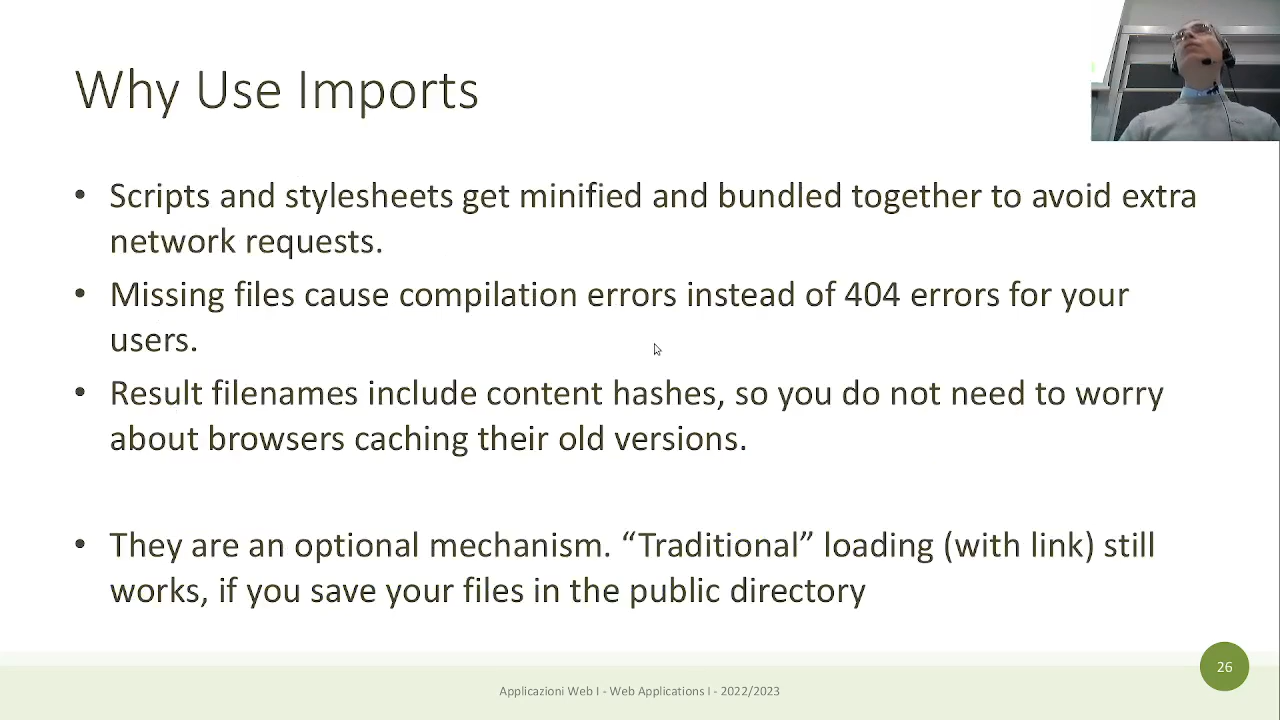 Why Use Imports
• Scripts and stylesheets get minified and bundled together to avoid extra
network requests.
• Missing files cause compilation errors instead of 404 errors for your
users.
• Result filenames include content hashes, so you do not need to worry
about browsers caching their old versions.
• They are an optional mechanism. “Traditional” loading (with link) still
works, if you save your files in the public directory
26
Applicazioni Web I - Web Applications I - 2022/2023